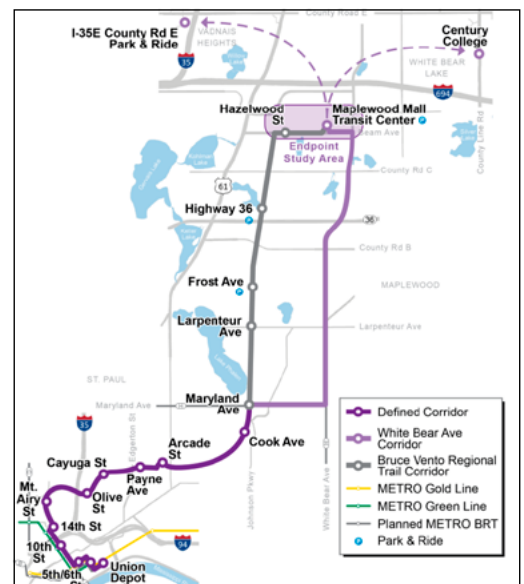 County Road E
I-35E County Rd E
Park & Ride
VADNAIS
HEIGHTS
Century
College
35
WHITE BEAR
LAKE
694
Hazelwood
St
Maplewood Mall
Transit Center
P
Beam Ave
Endpoint
Study Area
County Line Rd
County Rd C
61
Highway 36
P
36
County Rd B
Frost Ave
P
MAPLEWOOD
Larpenteur
Ave
Larpenteur Ave
ST. PAUL
Maryland
Ave
Maryland Ave
35
Edgerton St
Arcade
St
Cook Ave
Cayuga St
Payne
Ave
Mt.
Airy
St
Olive
St
Johnson Pkwy
White Bear Ave
14th St
10th
St
94
5th/6th
Union
Depot
Defined Corridor
White Bear Ave
Corridor
Bruce Vento Regional
Trail Corridor
METRO Gold Line
METRO Green Line
Planned METRO BRT
P Park & Ride